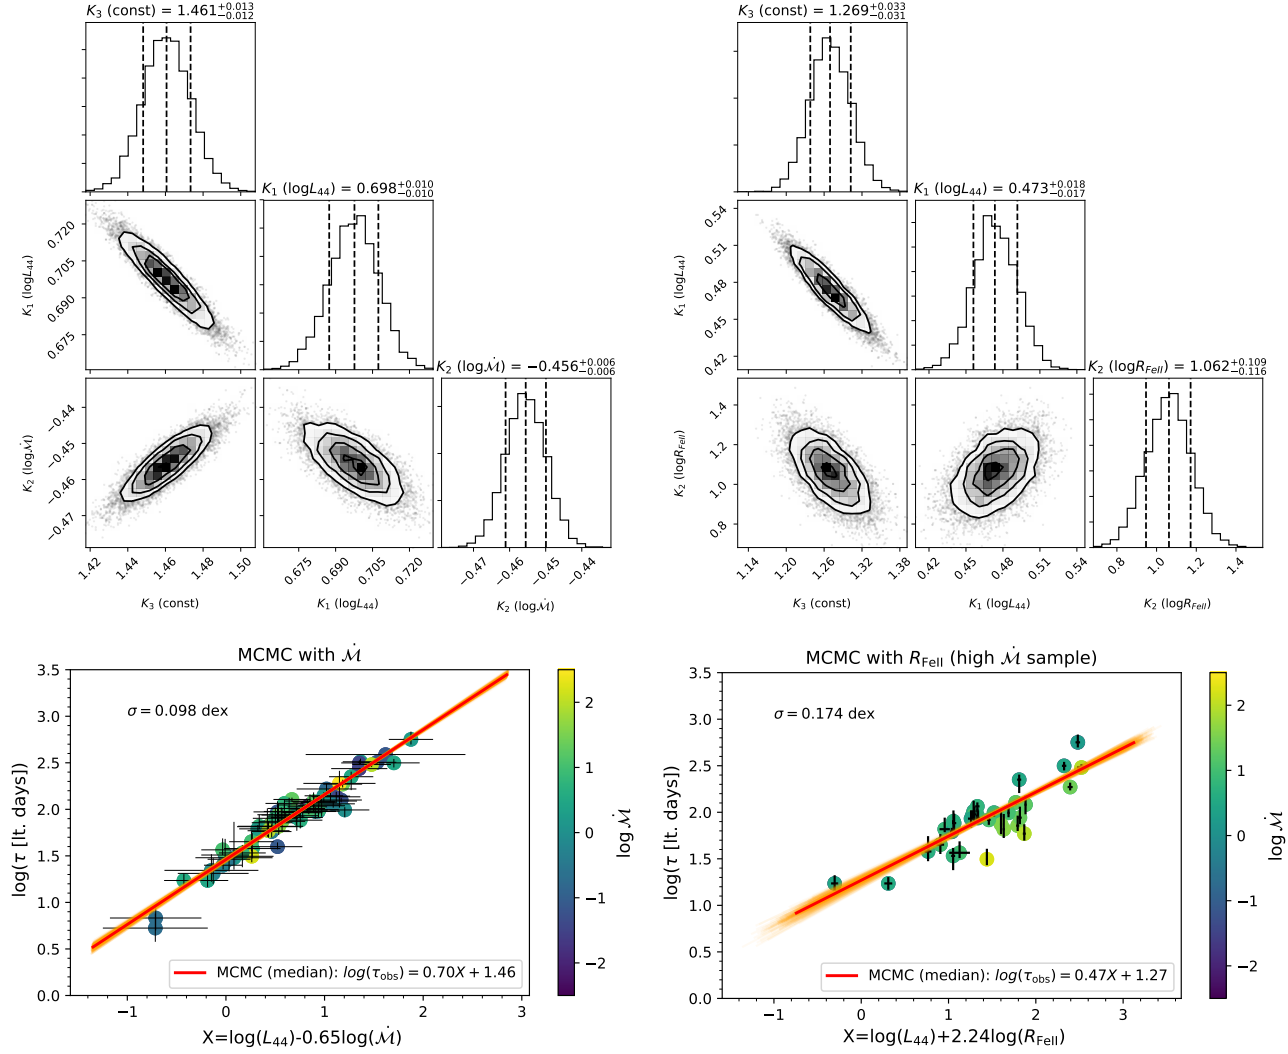 K₃ (const) = 1.461+0.013 −0.012
K₁ (logL₄₄) = 0.698+0.010 −0.010
K₂ (logℳ̇) = −0.456+0.006 −0.006
K₁ (logL₄₄)
0.720
0.705
0.690
0.675
K₂ (logℳ̇)
−0.44
−0.45
−0.46
−0.47
1.42 1.44 1.46 1.48 1.50
K₃ (const)
0.675 0.690 0.705 0.720
K₁ (logL₄₄)
−0.47 −0.46 −0.45 −0.44
K₂ (logℳ̇)
K₃ (const) = 1.269+0.033 −0.031
K₁ (logL₄₄) = 0.473+0.018 −0.017
K₂ (logR_FeII) = 1.062+0.109 −0.116
K₁ (logL₄₄)
0.54
0.51
0.48
0.45
0.42
K₂ (logR_FeII)
1.4
1.2
1.0
0.8
1.14 1.20 1.26 1.32 1.38
K₃ (const)
0.42 0.45 0.48 0.51 0.54
K₁ (logL₄₄)
0.8 1.0 1.2 1.4
K₂ (logR_FeII)
MCMC with ℳ̇
σ = 0.098 dex
log(τ [lt. days])
3.5
3.0
2.5
2.0
1.5
1.0
0.5
0.0
MCMC (median): log(τ_obs) = 0.70X + 1.46
−1 0 1 2 3
X=log(L₄₄)-0.65log(ℳ̇)
2
1
0
−1
−2
log ℳ̇
MCMC with R_FeII (high ℳ̇ sample)
σ = 0.174 dex
log(τ [lt. days])
3.5
3.0
2.5
2.0
1.5
1.0
0.5
0.0
MCMC (median): log(τ_obs) = 0.47X + 1.27
−1 0 1 2 3
X=log(L₄₄)+2.24log(R_FeII)
2
1
0
−1
−2
log ℳ̇